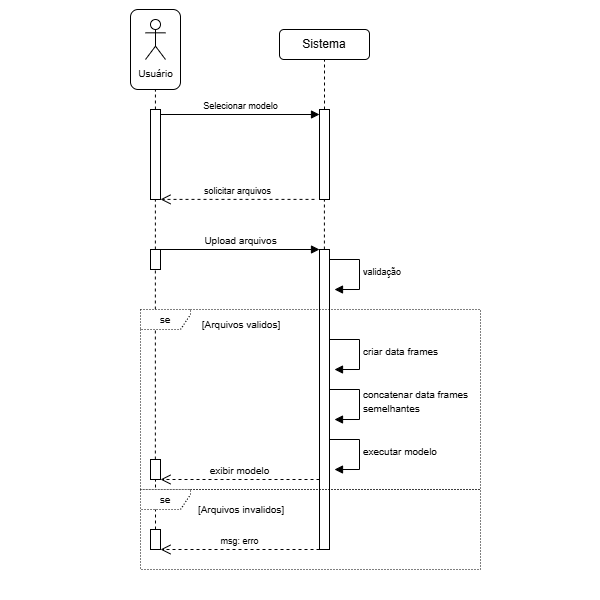 Usuário
Sistema
Selecionar modelo
solicitar arquivos
Upload arquivos
validação
se
[Arquivos validos]
criar data frames
concatenar data frames
semelhantes
executar modelo
exibir modelo
se
[Arquivos invalidos]
msg: erro